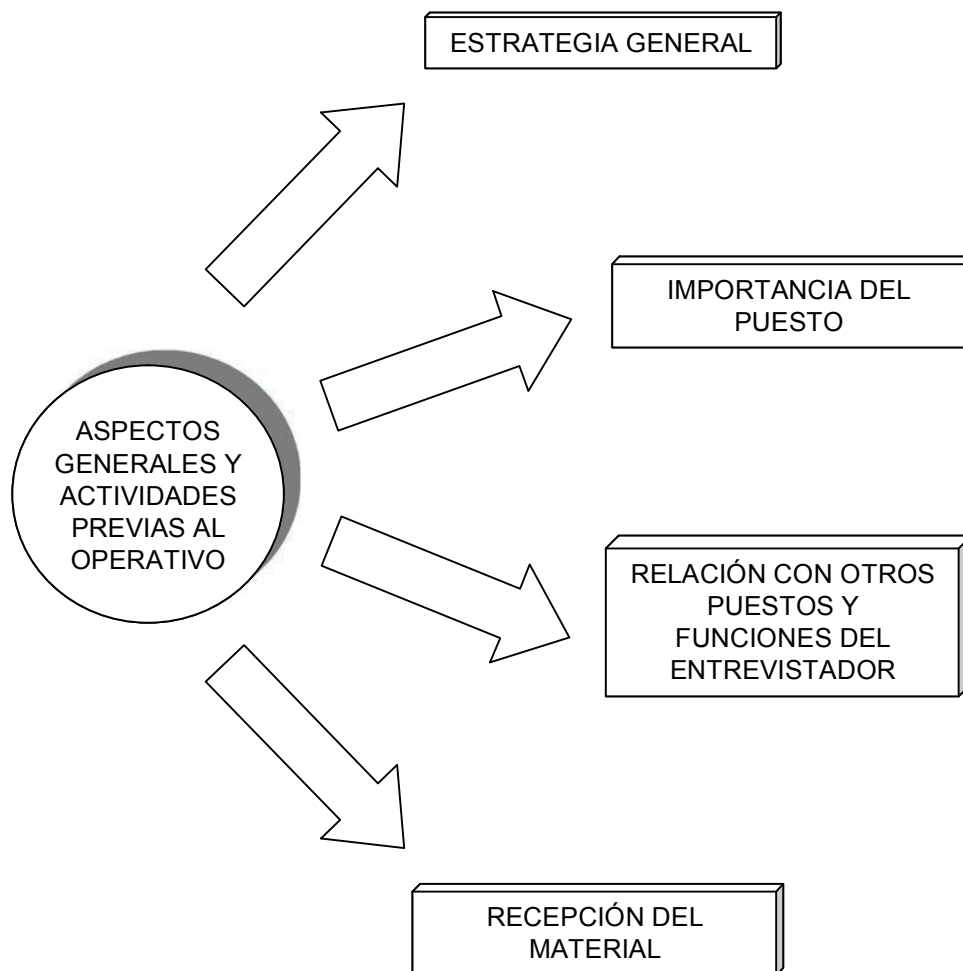 ESTRATEGIA GENERAL
IMPORTANCIA DEL
PUESTO
ASPECTOS
GENERALES Y
ACTIVIDADES
PREVIAS AL
OPERATIVO
RELACIÓN CON OTROS
PUESTOS Y
FUNCIONES DEL
ENTREVISTADOR
RECEPCIÓN DEL
MATERIAL